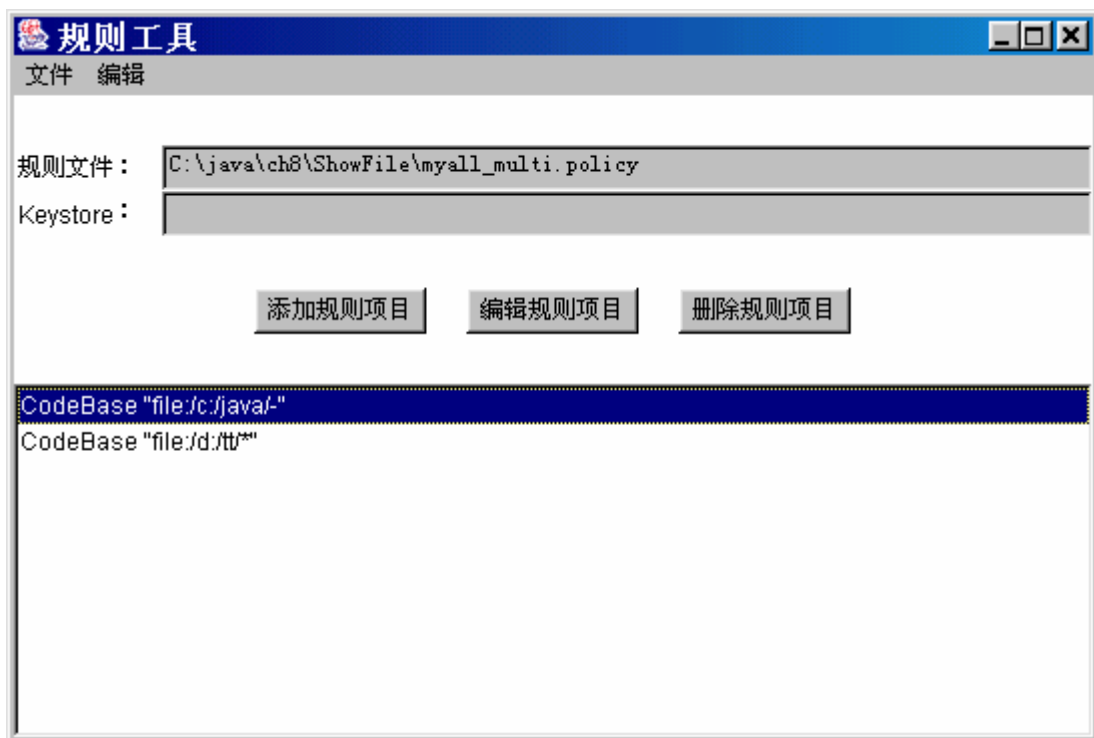 规则工具
文件 编辑
规则文件： C:\java\ch8\ShowFile\myall_multi.policy
Keystore：
添加规则项目 编辑规则项目 删除规则项目
CodeBase "file:/c:/java/-"
CodeBase "file:/d:/tt/*"